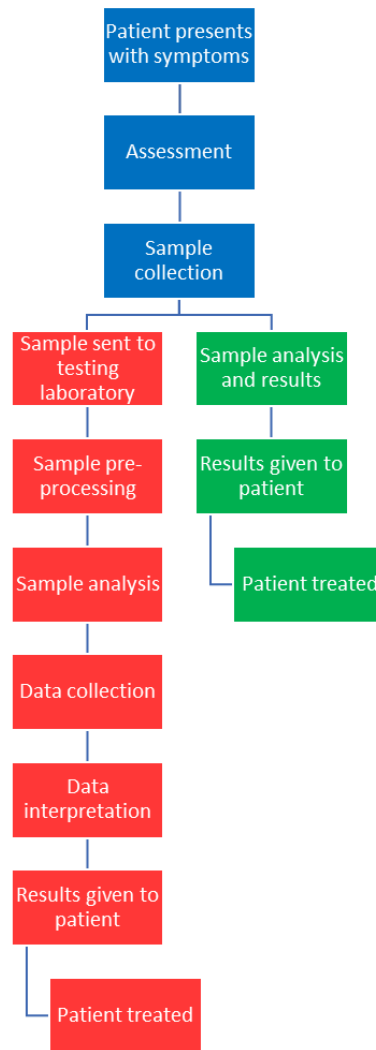 Patient presents
with symptoms
Assessment
Sample
collection
Sample sent to
testing
laboratory
Sample pre-
processing
Sample analysis
Data collection
Data
interpretation
Results given to
patient
Patient treated
Sample analysis
and results
Results given to
patient
Patient treated